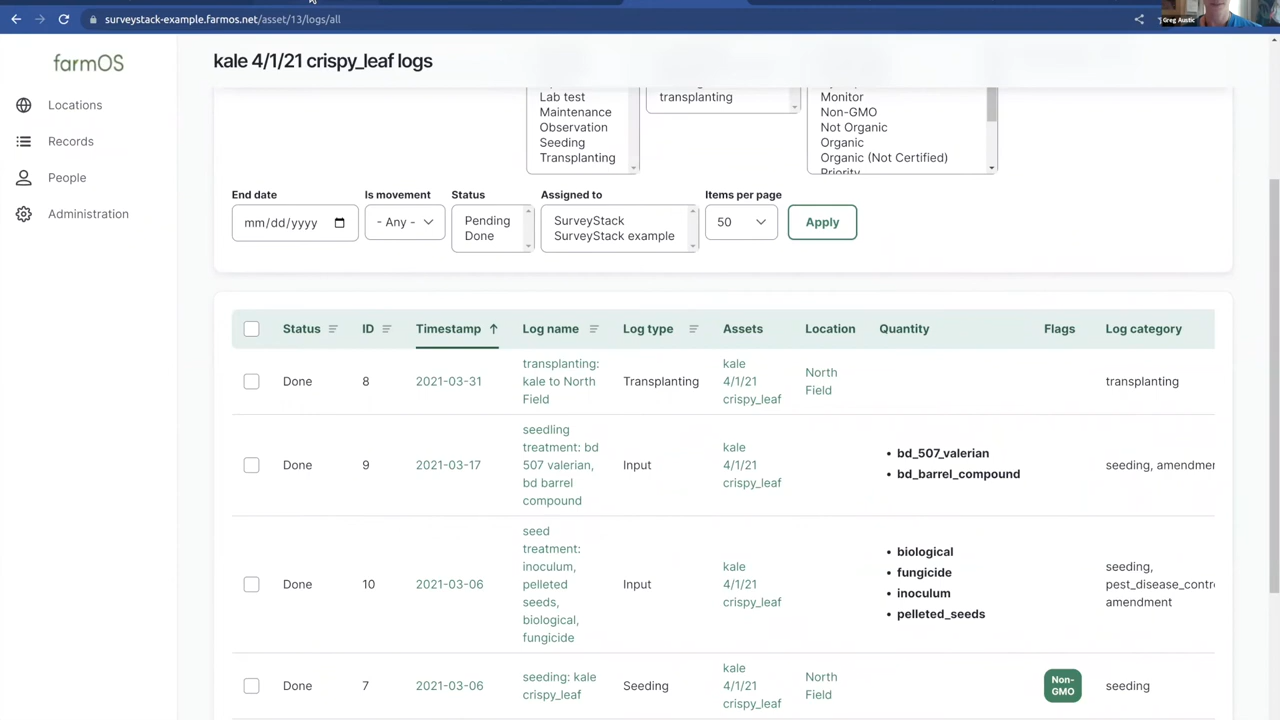 surveystack-example.farmos.net/asset/13/logs/all
Greg Austic
farmOS
Locations
Records
People
Administration
kale 4/1/21 crispy_leaf logs
Lab test
Maintenance
Observation
Seeding
Transplanting
transplanting
Monitor
Non-GMO
Not Organic
Organic
Organic (Not Certified)
Priority
End date
Is movement
Status
Assigned to
Items per page
mm/dd/yyyy
- Any -
Pending
Done
SurveyStack
SurveyStack example
50
Apply
Status ID Timestamp Log name Log type Assets Location Quantity Flags Log category
Done 8 2021-03-31
transplanting:
kale to North
Field
Transplanting
kale
4/1/21
crispy_leaf
North
Field
transplanting
Done 9 2021-03-17
seedling
treatment: bd
507 valerian,
bd barrel
compound
Input
kale
4/1/21
crispy_leaf
• bd_507_valerian
• bd_barrel_compound
seeding, amendmen
Done 10 2021-03-06
seed
treatment:
inoculum,
pelleted
seeds,
biological,
fungicide
Input
kale
4/1/21
crispy_leaf
• biological
• fungicide
• inoculum
• pelleted_seeds
seeding,
pest_disease_contr
amendment
Done 7 2021-03-06
seeding: kale
crispy_leaf
Seeding
kale
4/1/21
crispy_leaf
North
Field
Non-
GMO
seeding